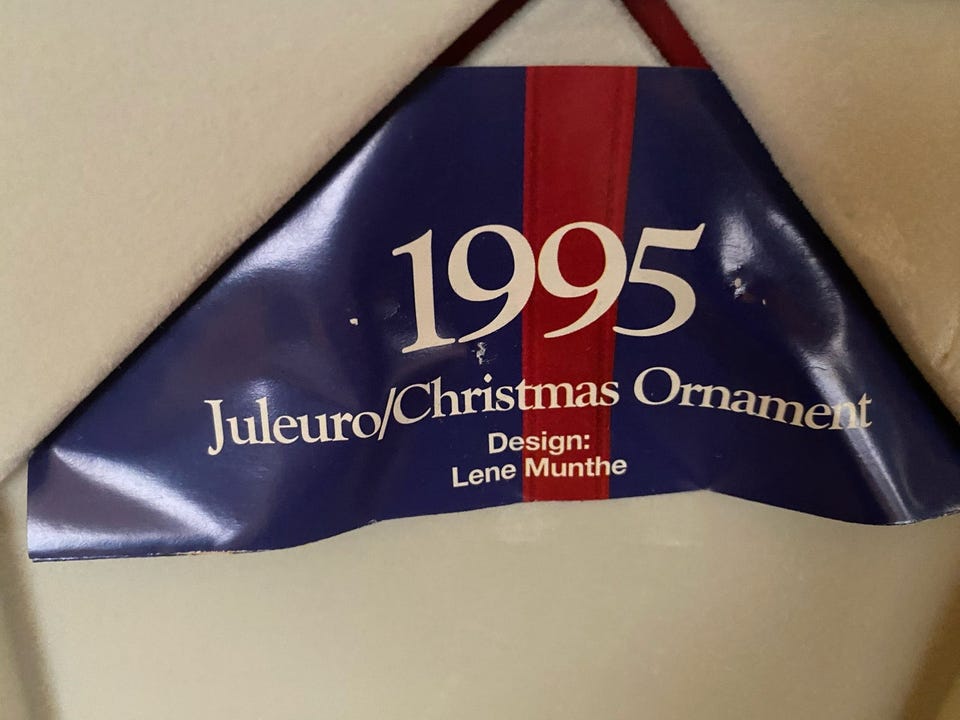 1995
Juleuro/Christmas Ornament
Design:
Lene Munthe